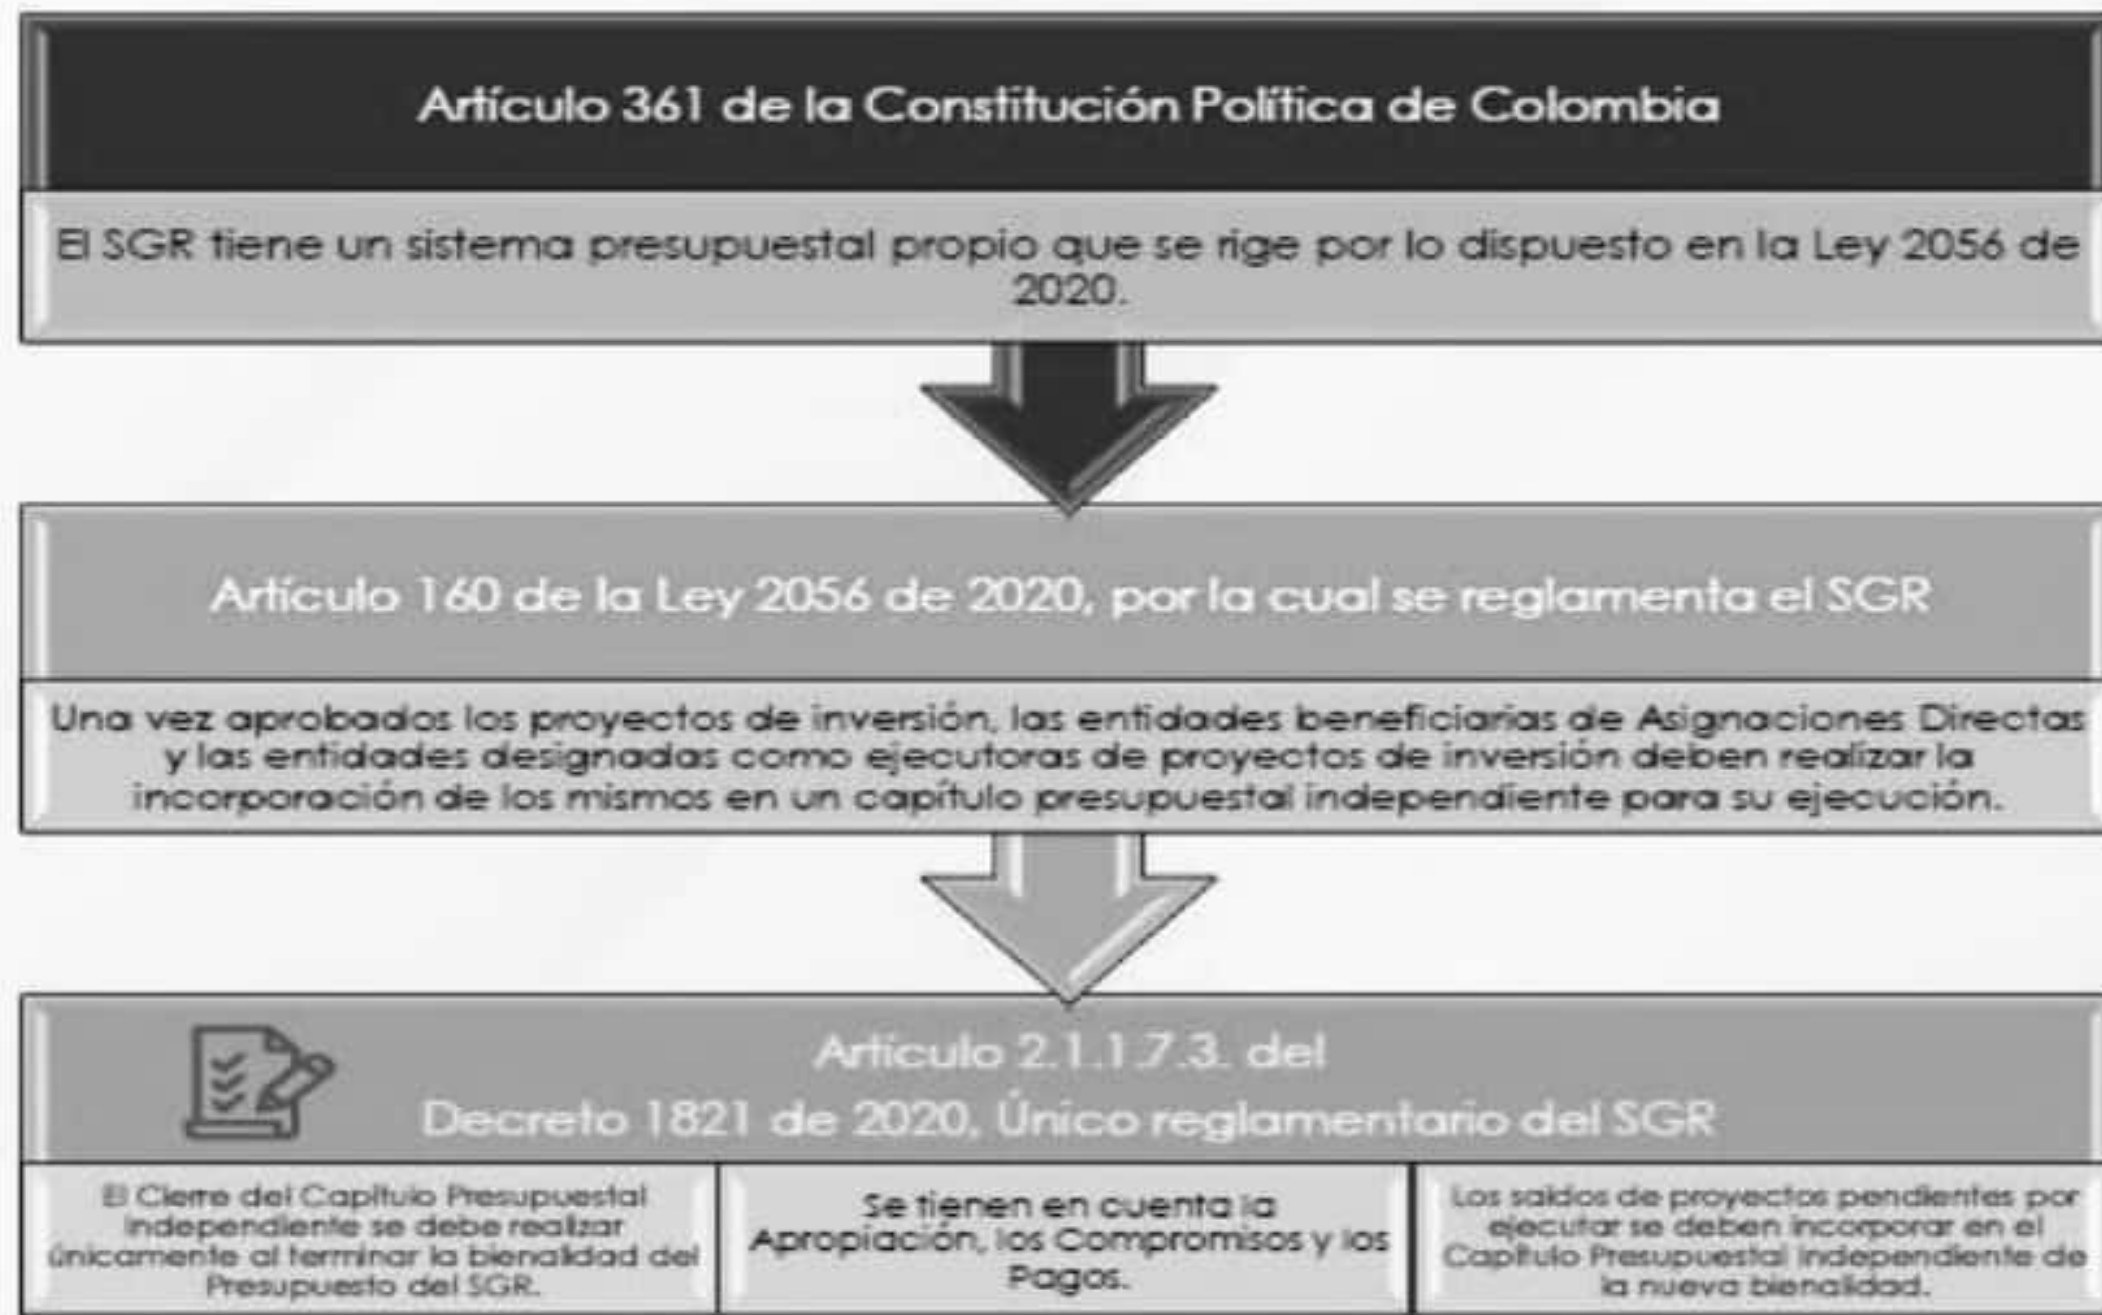 Artículo 361 de la Constitución Política de Colombia
El SGR tiene un sistema presupuestal propio que se rige por lo dispuesto en la Ley 2056 de
2020.
Artículo 160 de la Ley 2056 de 2020, por la cual se reglamenta el SGR
Una vez aprobados los proyectos de inversión, las entidades beneficiarias de Asignaciones Directas
y las entidades designadas como ejecutoras de proyectos de inversión deben realizar la
incorporación de los mismos en un capítulo presupuestal independiente para su ejecución.
Artículo 2.1.1.7.3. del
Decreto 1821 de 2020, Único reglamentario del SGR
El Cierre del Capítulo Presupuestal
Independiente se debe realizar
únicamente al terminar la bienalidad del
Presupuesto del SGR.
Se tienen en cuenta la
Apropiación, los Compromisos y los
Pagos.
Los saldos de proyectos pendientes por
ejecutar se deben incorporar en el
Capítulo Presupuestal Independiente de
la nueva bienalidad.